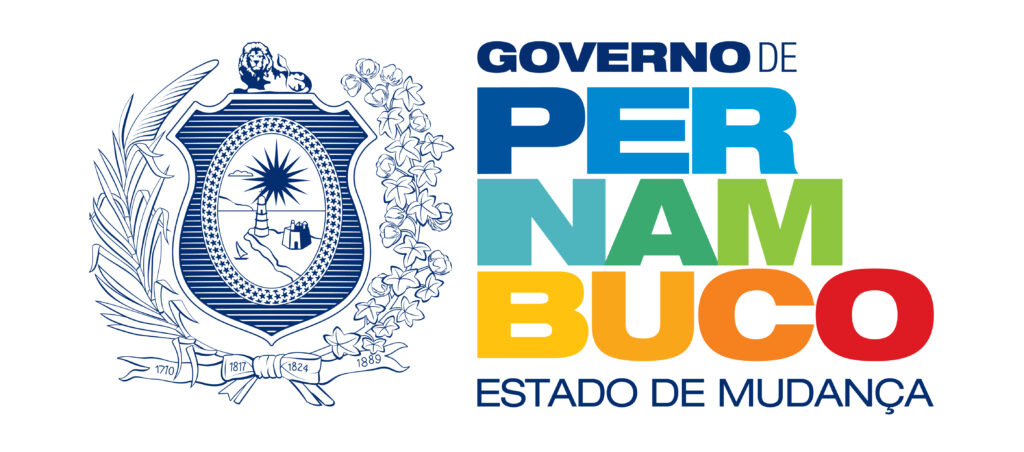 GOVERNO DE
PER
NAM
BUCO
ESTADO DE MUDANÇA
1710 1817 1824 1889